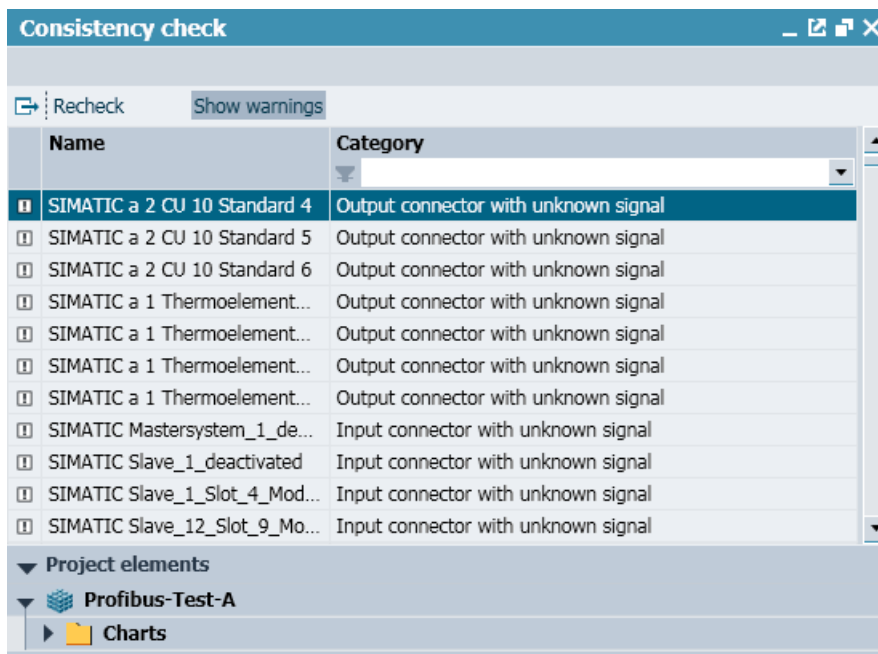 Consistency check
Recheck Show warnings
Name Category
SIMATIC a 2 CU 10 Standard 4 Output connector with unknown signal
SIMATIC a 2 CU 10 Standard 5 Output connector with unknown signal
SIMATIC a 2 CU 10 Standard 6 Output connector with unknown signal
SIMATIC a 1 Thermoelement... Output connector with unknown signal
SIMATIC a 1 Thermoelement... Output connector with unknown signal
SIMATIC a 1 Thermoelement... Output connector with unknown signal
SIMATIC a 1 Thermoelement... Output connector with unknown signal
SIMATIC Mastersystem_1_de... Input connector with unknown signal
SIMATIC Slave_1_deactivated Input connector with unknown signal
SIMATIC Slave_1_Slot_4_Mod... Input connector with unknown signal
SIMATIC Slave_12_Slot_9_Mo... Input connector with unknown signal
Project elements
Profibus-Test-A
Charts